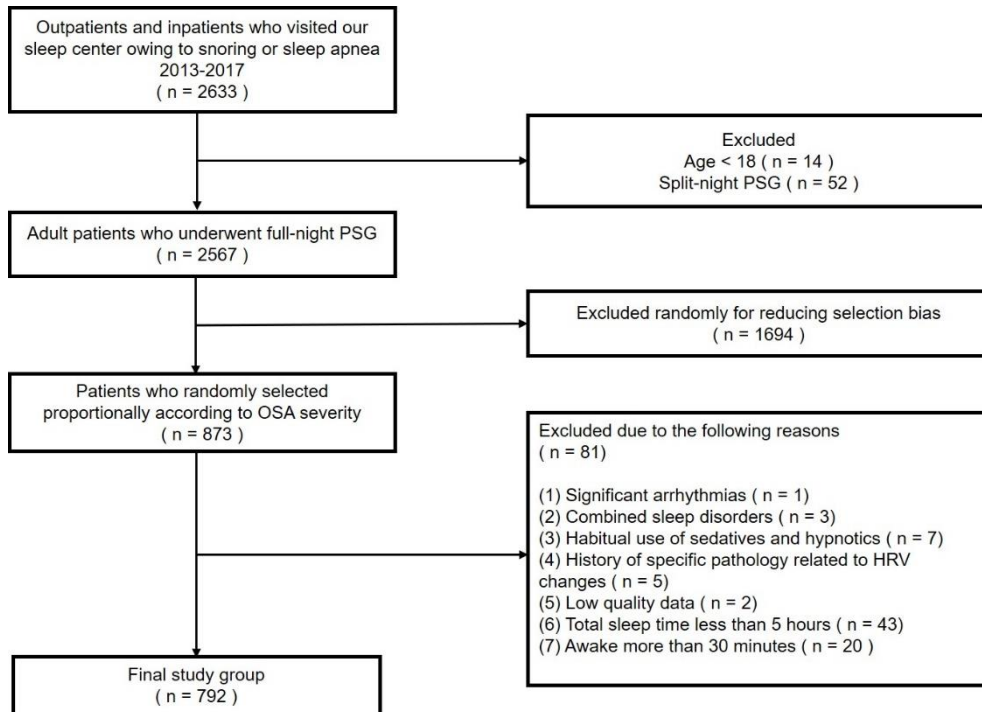 Outpatients and inpatients who visited our
sleep center owing to snoring or sleep apnea
2013-2017
( n = 2633 )
Excluded
Age < 18 ( n = 14 )
Split-night PSG ( n = 52 )
Adult patients who underwent full-night PSG
( n = 2567 )
Excluded randomly for reducing selection bias
( n = 1694 )
Patients who randomly selected
proportionally according to OSA severity
( n = 873 )
Excluded due to the following reasons
( n = 81)
(1) Significant arrhythmias ( n = 1)
(2) Combined sleep disorders ( n = 3)
(3) Habitual use of sedatives and hypnotics ( n = 7)
(4) History of specific pathology related to HRV
changes ( n = 5)
(5) Low quality data ( n = 2)
(6) Total sleep time less than 5 hours ( n = 43)
(7) Awake more than 30 minutes ( n = 20 )
Final study group
( n = 792 )